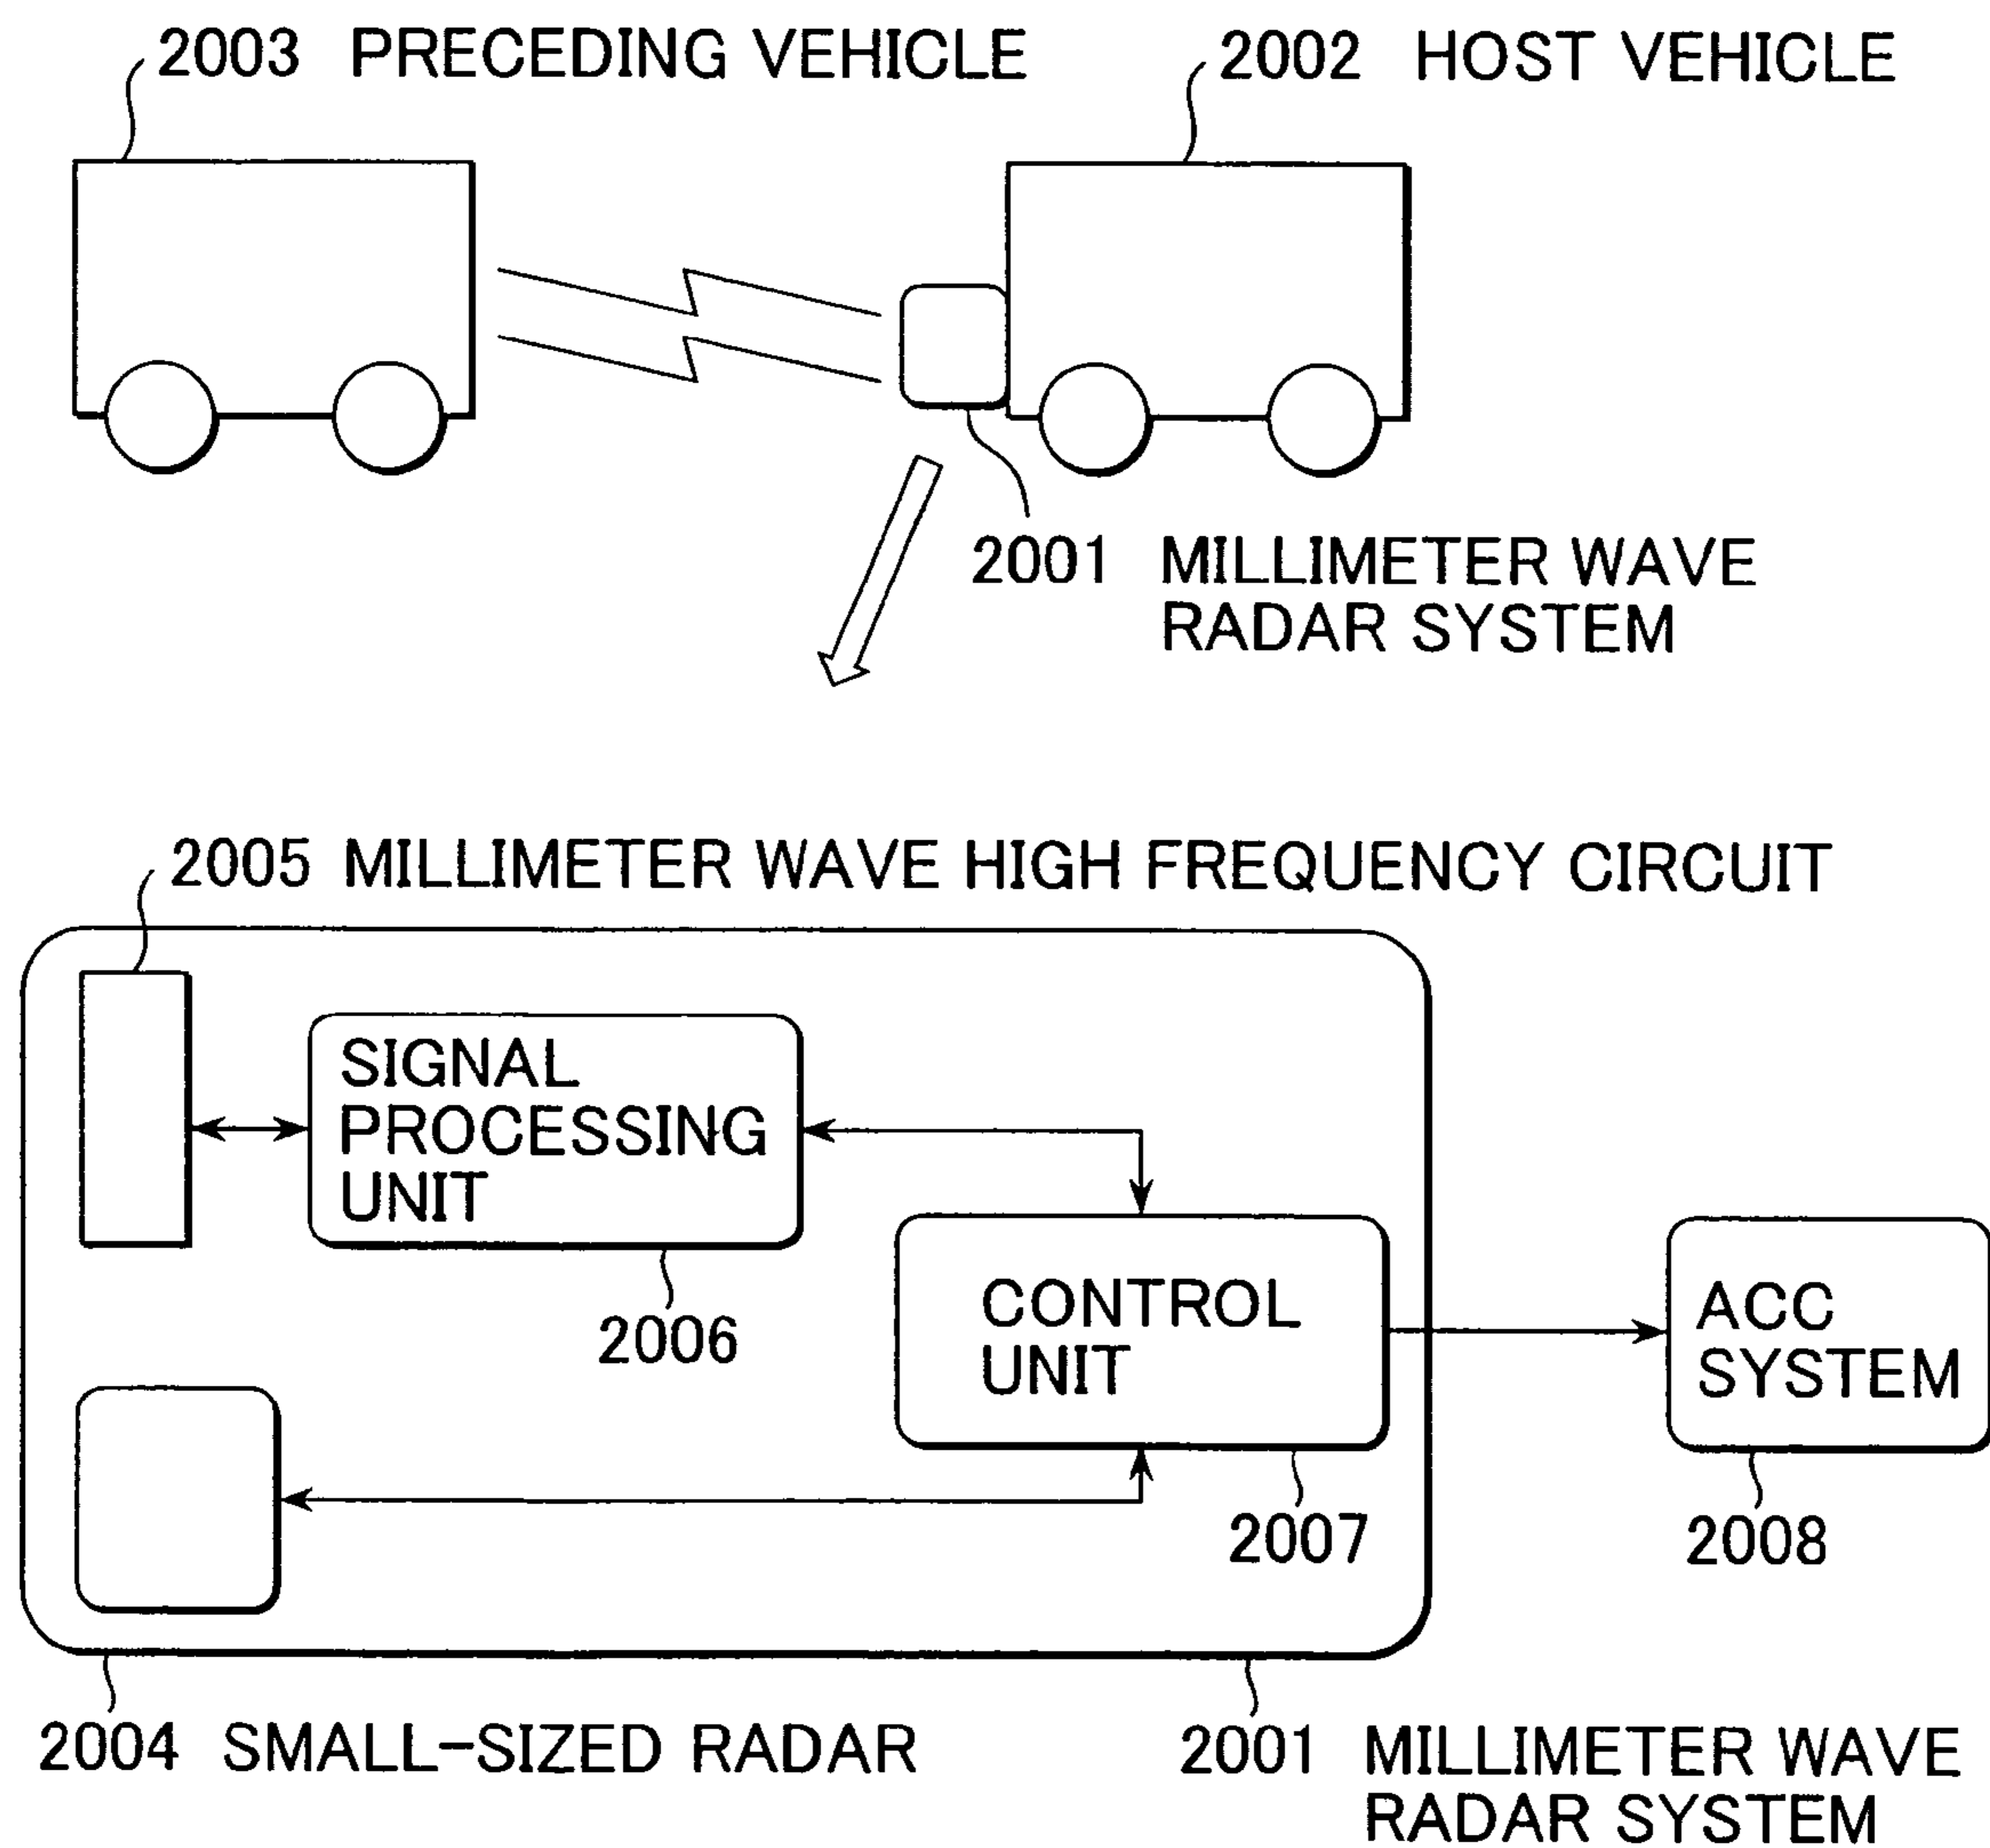 2003 PRECEDING VEHICLE
2002 HOST VEHICLE
2001 MILLIMETER WAVE
RADAR SYSTEM
2005 MILLIMETER WAVE HIGH FREQUENCY CIRCUIT
SIGNAL
PROCESSING
UNIT
2006
CONTROL
UNIT
2007
ACC
SYSTEM
2008
2004 SMALL-SIZED RADAR
2001 MILLIMETER WAVE
RADAR SYSTEM